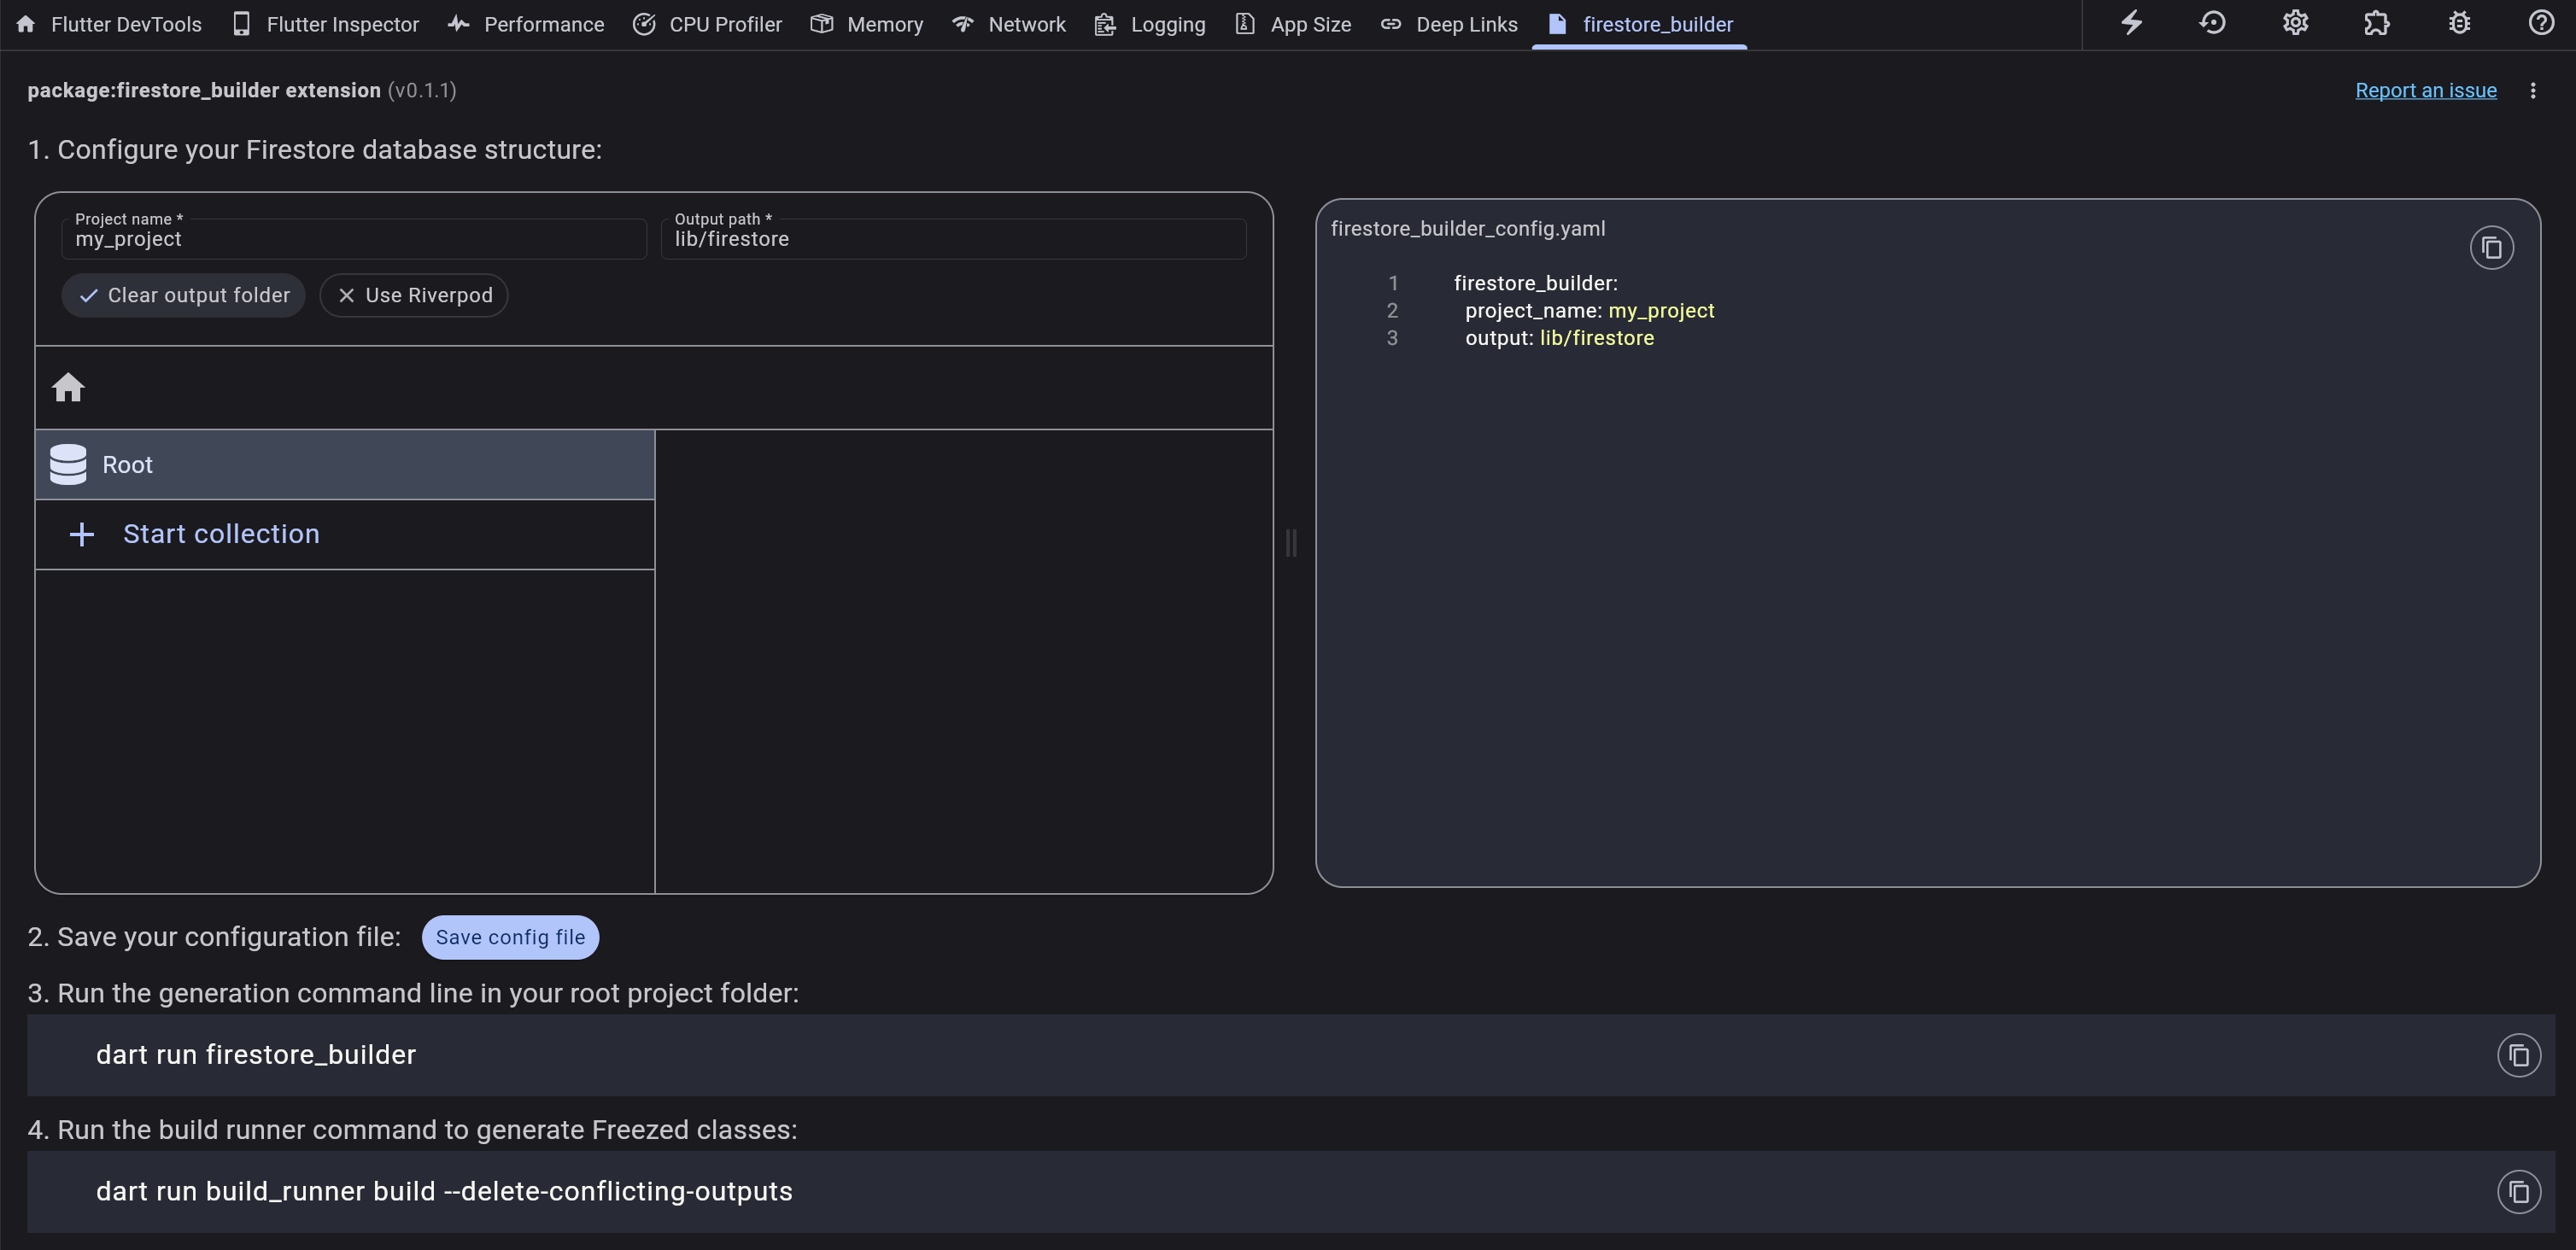 Flutter DevTools Flutter Inspector Performance CPU Profiler Memory Network Logging App Size Deep Links firestore_builder
package:firestore_builder extension (v0.1.1) Report an issue
1. Configure your Firestore database structure:
Project name *
my_project
Output path *
lib/firestore
Clear output folder Use Riverpod
Root
Start collection
firestore_builder_config.yaml
1 firestore_builder:
2 project_name: my_project
3 output: lib/firestore
2. Save your configuration file: Save config file
3. Run the generation command line in your root project folder:
dart run firestore_builder
4. Run the build runner command to generate Freezed classes:
dart run build_runner build --delete-conflicting-outputs